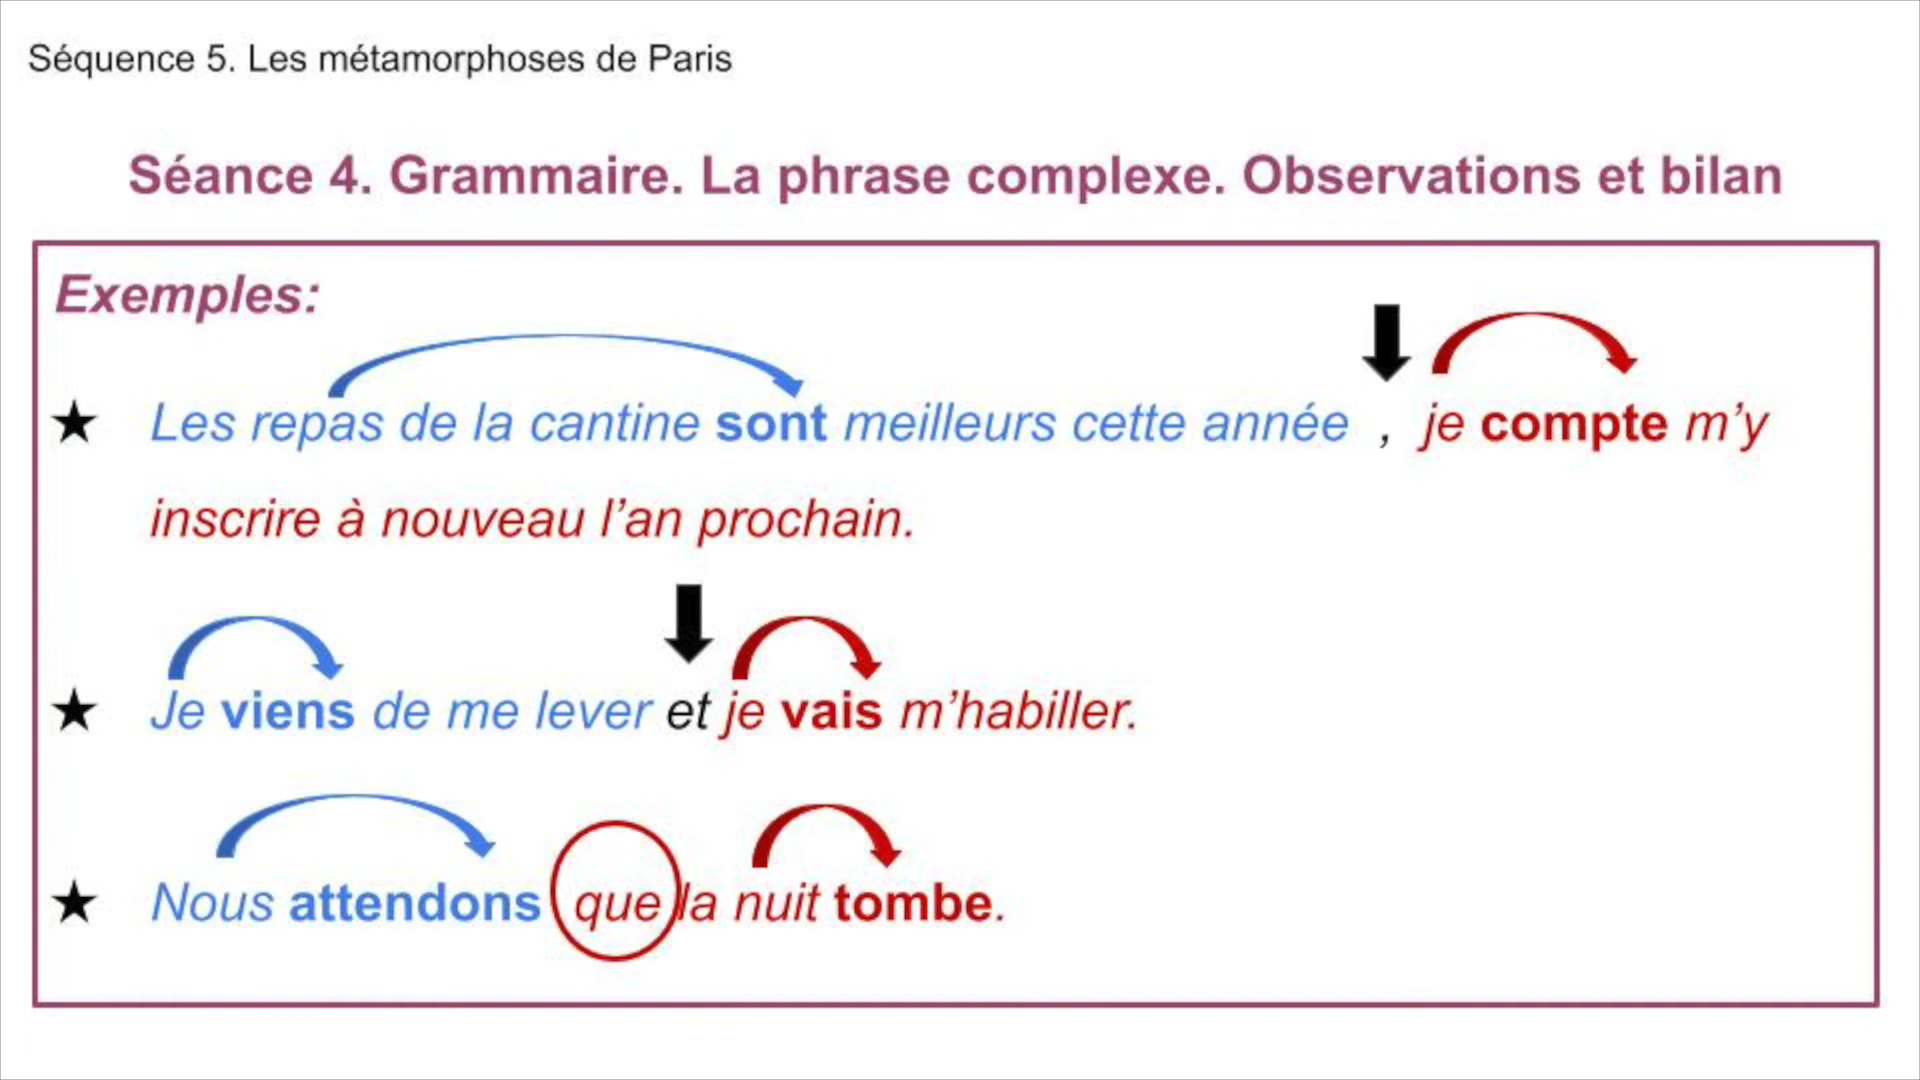 Séquence 5. Les métamorphoses de Paris
Séance 4. Grammaire. La phrase complexe. Observations et bilan
Exemples:
★ Les repas de la cantine sont meilleurs cette année , je compte m’y
inscrire à nouveau l’an prochain.
★ Je viens de me lever et je vais m’habiller.
★ Nous attendons que la nuit tombe.